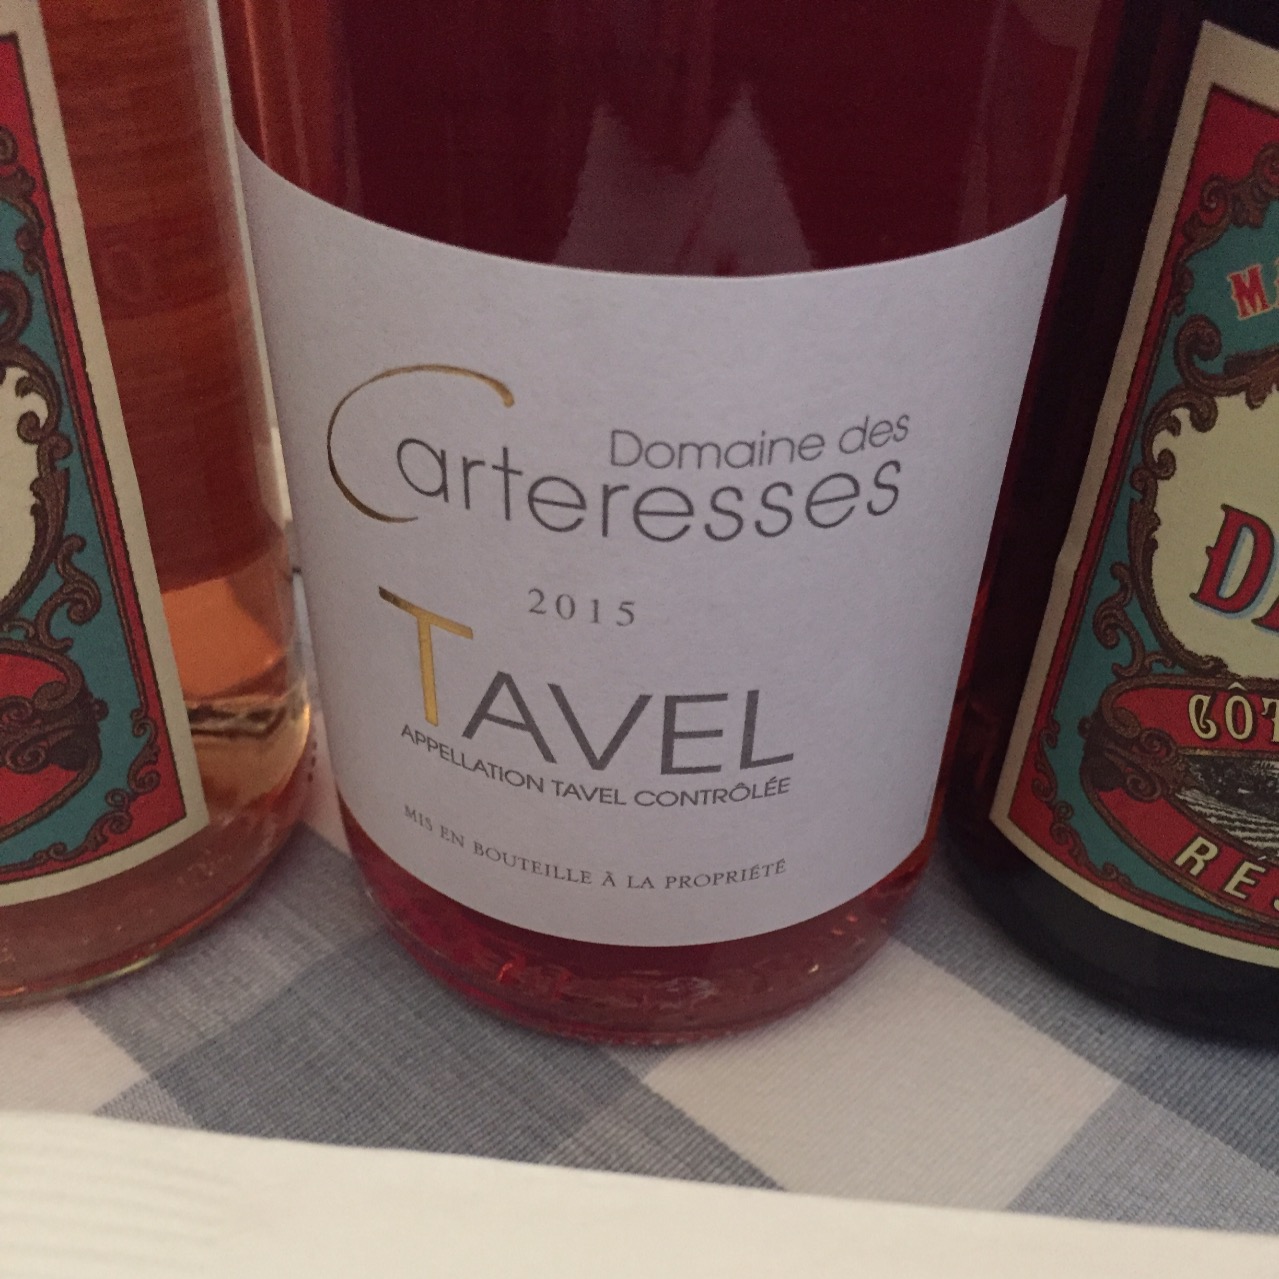 Domaine des
Carteresses
2015
TAVEL
APPELLATION TAVEL CONTRÔLÉE
MIS EN BOUTEILLE À LA PROPRIÉTÉ